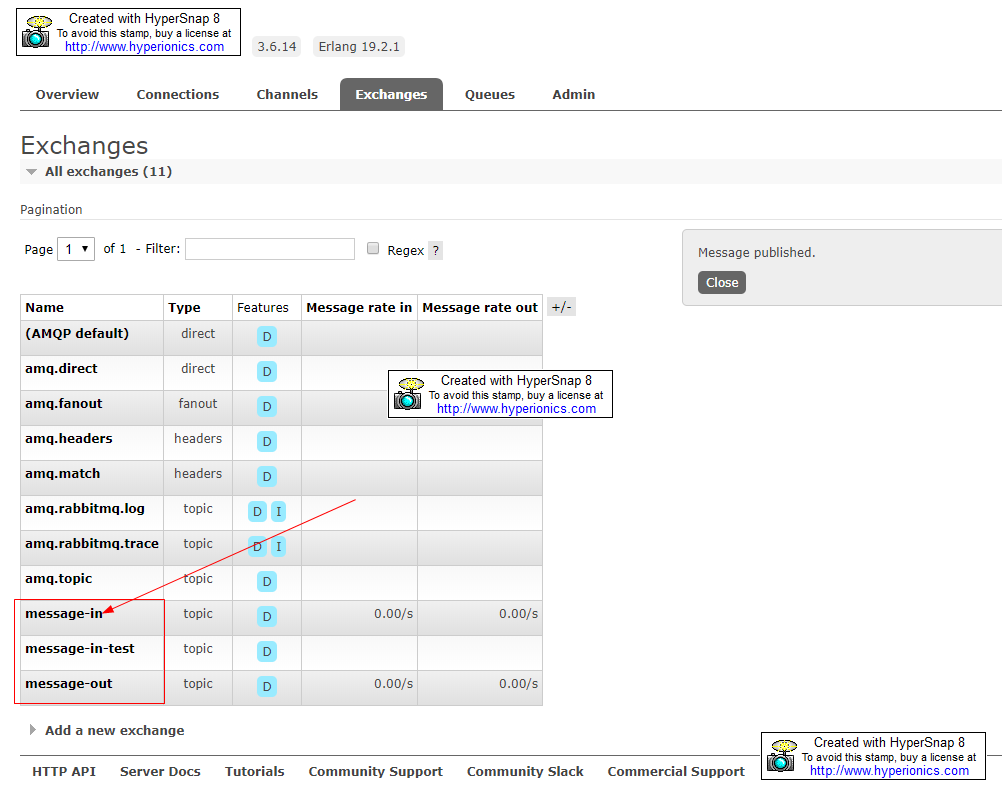 Created with HyperSnap 8
To avoid this stamp, buy a license at
http://www.hyperionics.com
3.6.14 Erlang 19.2.1
Overview Connections Channels Exchanges Queues Admin
Exchanges
All exchanges (11)
Pagination
Page 1 of 1 - Filter: Regex ?
Message published.
Close
Name Type Features Message rate in Message rate out +/-
(AMQP default) direct D
amq.direct direct D
Created with HyperSnap 8
To avoid this stamp, buy a license at
http://www.hyperionics.com
amq.fanout fanout D
amq.headers headers D
amq.match headers D
amq.rabbitmq.log topic D I
amq.rabbitmq.trace topic D I
amq.topic topic D
message-in topic D 0.00/s 0.00/s
message-in-test topic D
message-out topic D 0.00/s 0.00/s
Add a new exchange
HTTP API Server Docs Tutorials Community Support Community Slack Commercial Support
Created with HyperSnap 8
To avoid this stamp, buy a license at
http://www.hyperionics.com